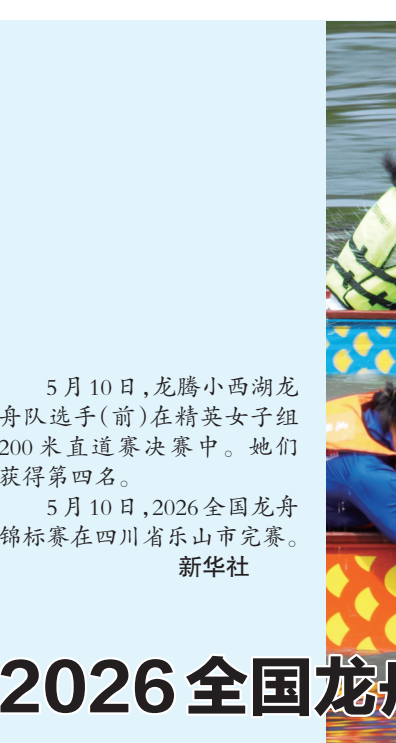 5月10日,龙腾小西湖龙
舟队选手(前)在精英女子组
200米直道赛决赛中。她们
获得第四名。
5月10日,2026全国龙舟
锦标赛在四川省乐山市完赛。
新华社
2026全国龙舟